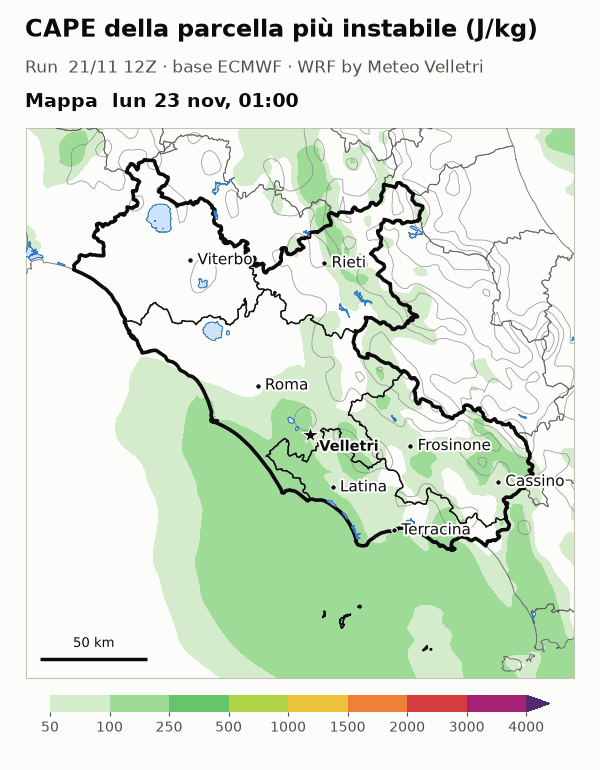 CAPE della parcella più instabile (J/kg)
Run  21/11 12Z · base ECMWF · WRF by Meteo Velletri
Mappa  lun 23 nov, 01:00
Viterbo
Rieti
Roma
Velletri
Frosinone
Latina
Cassino
Terracina
50 km
50 100 250 500 1000 1500 2000 3000 4000